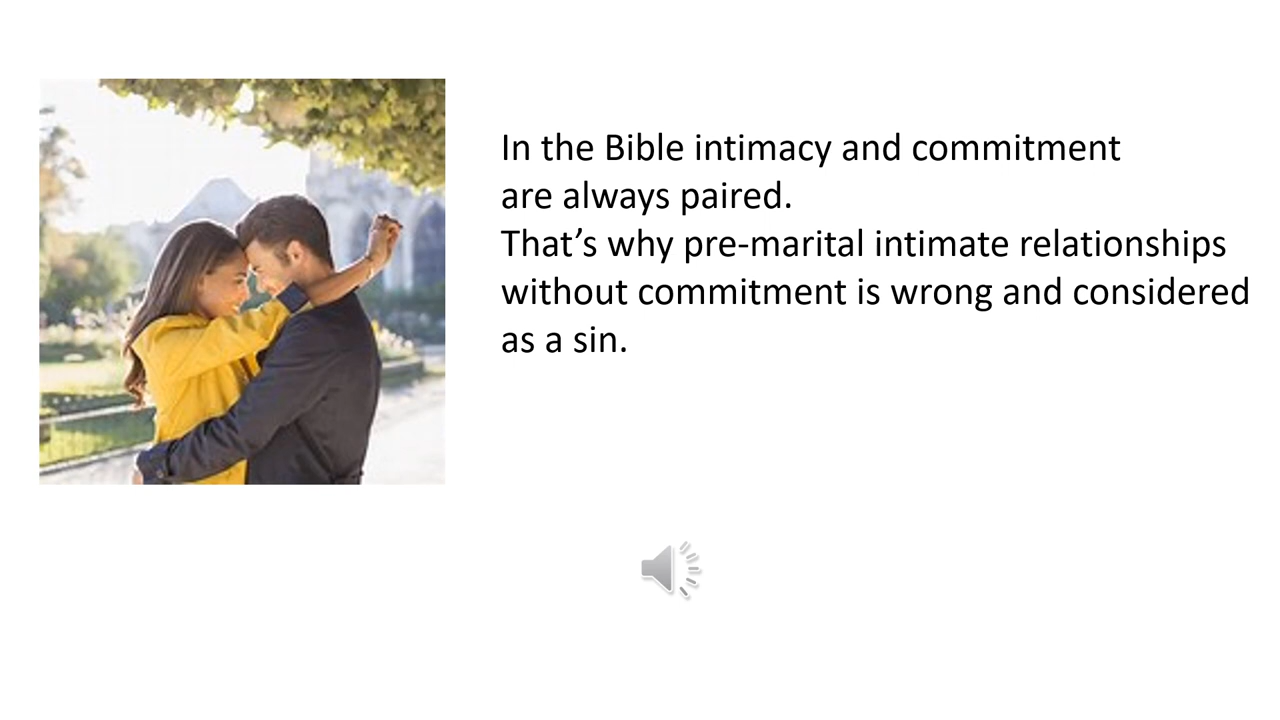 In the Bible intimacy and commitment
are always paired.
That’s why pre-marital intimate relationships
without commitment is wrong and considered
as a sin.